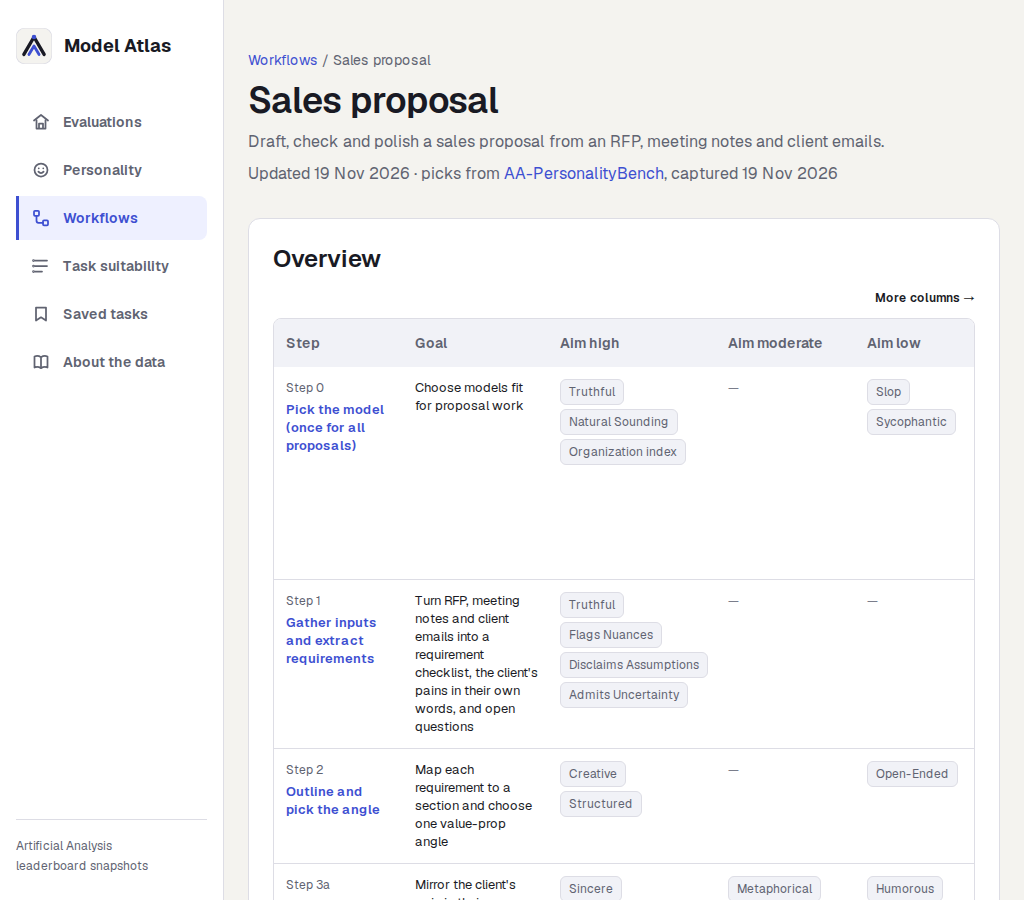 Model Atlas
Evaluations
Personality
Workflows
Task suitability
Saved tasks
About the data
Artificial Analysis
leaderboard snapshots
Workflows / Sales proposal
Sales proposal
Draft, check and polish a sales proposal from an RFP, meeting notes and client emails.
Updated 19 Nov 2026 · picks from AA-PersonalityBench, captured 19 Nov 2026
Overview
More columns →
Step Goal Aim high Aim moderate Aim low
Step 0
Pick the model
(once for all
proposals)
Choose models fit
for proposal work
Truthful
Natural Sounding
Organization index
—
Slop
Sycophantic
Step 1
Gather inputs
and extract
requirements
Turn RFP, meeting
notes and client
emails into a
requirement
checklist, the client's
pains in their own
words, and open
questions
Truthful
Flags Nuances
Disclaims Assumptions
Admits Uncertainty
—
—
Step 2
Outline and
pick the angle
Map each
requirement to a
section and choose
one value-prop
angle
Creative
Structured
—
Open-Ended
Step 3a
Mirror the client's
Sincere
Metaphorical
Humorous